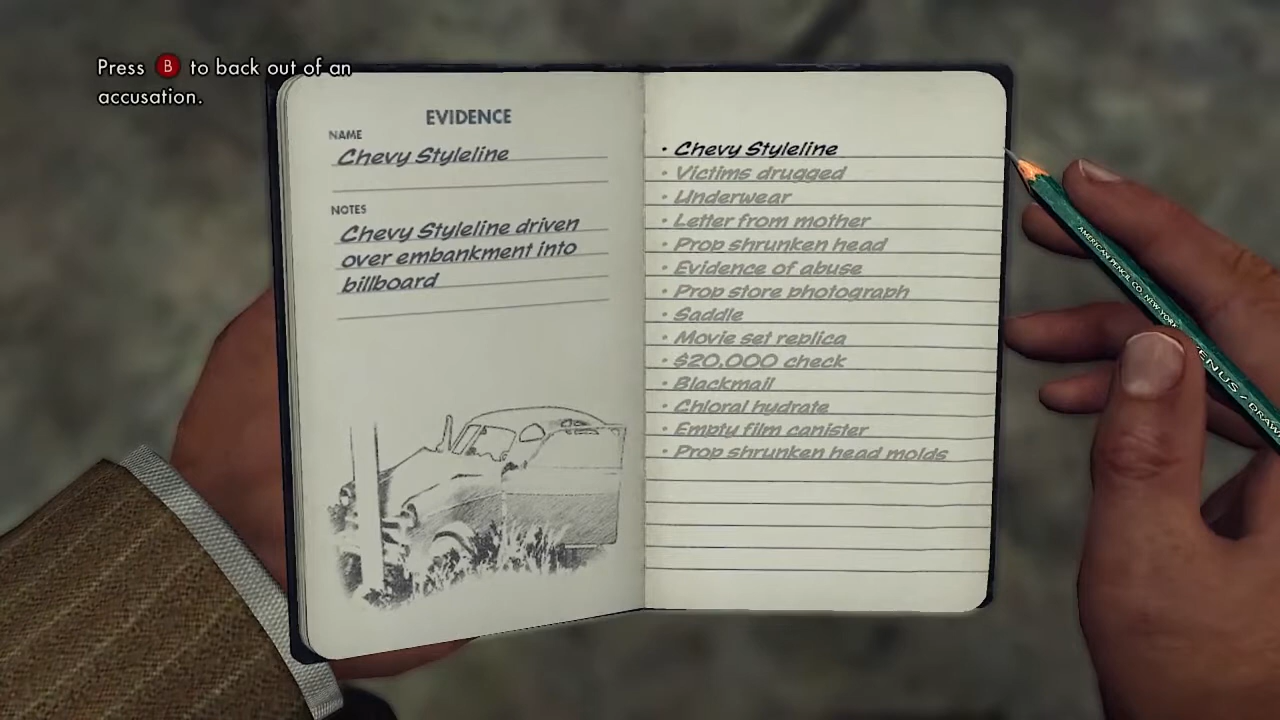 Press B to back out of an
accusation.
EVIDENCE
NAME
Chevy Styleline
NOTES
Chevy Styleline driven
over embankment into
billboard
• Chevy Styleline
• Victims drugged
• Underwear
• Letter from mother
• Prop shrunken head
• Evidence of abuse
• Prop store photograph
• Saddle
• Movie set replica
• $20,000 check
• Blackmail
• Chloral hydrate
• Empty film canister
• Prop shrunken head molds
AMERICAN PENCIL CO. NEW YORK
VENUS / DRAW